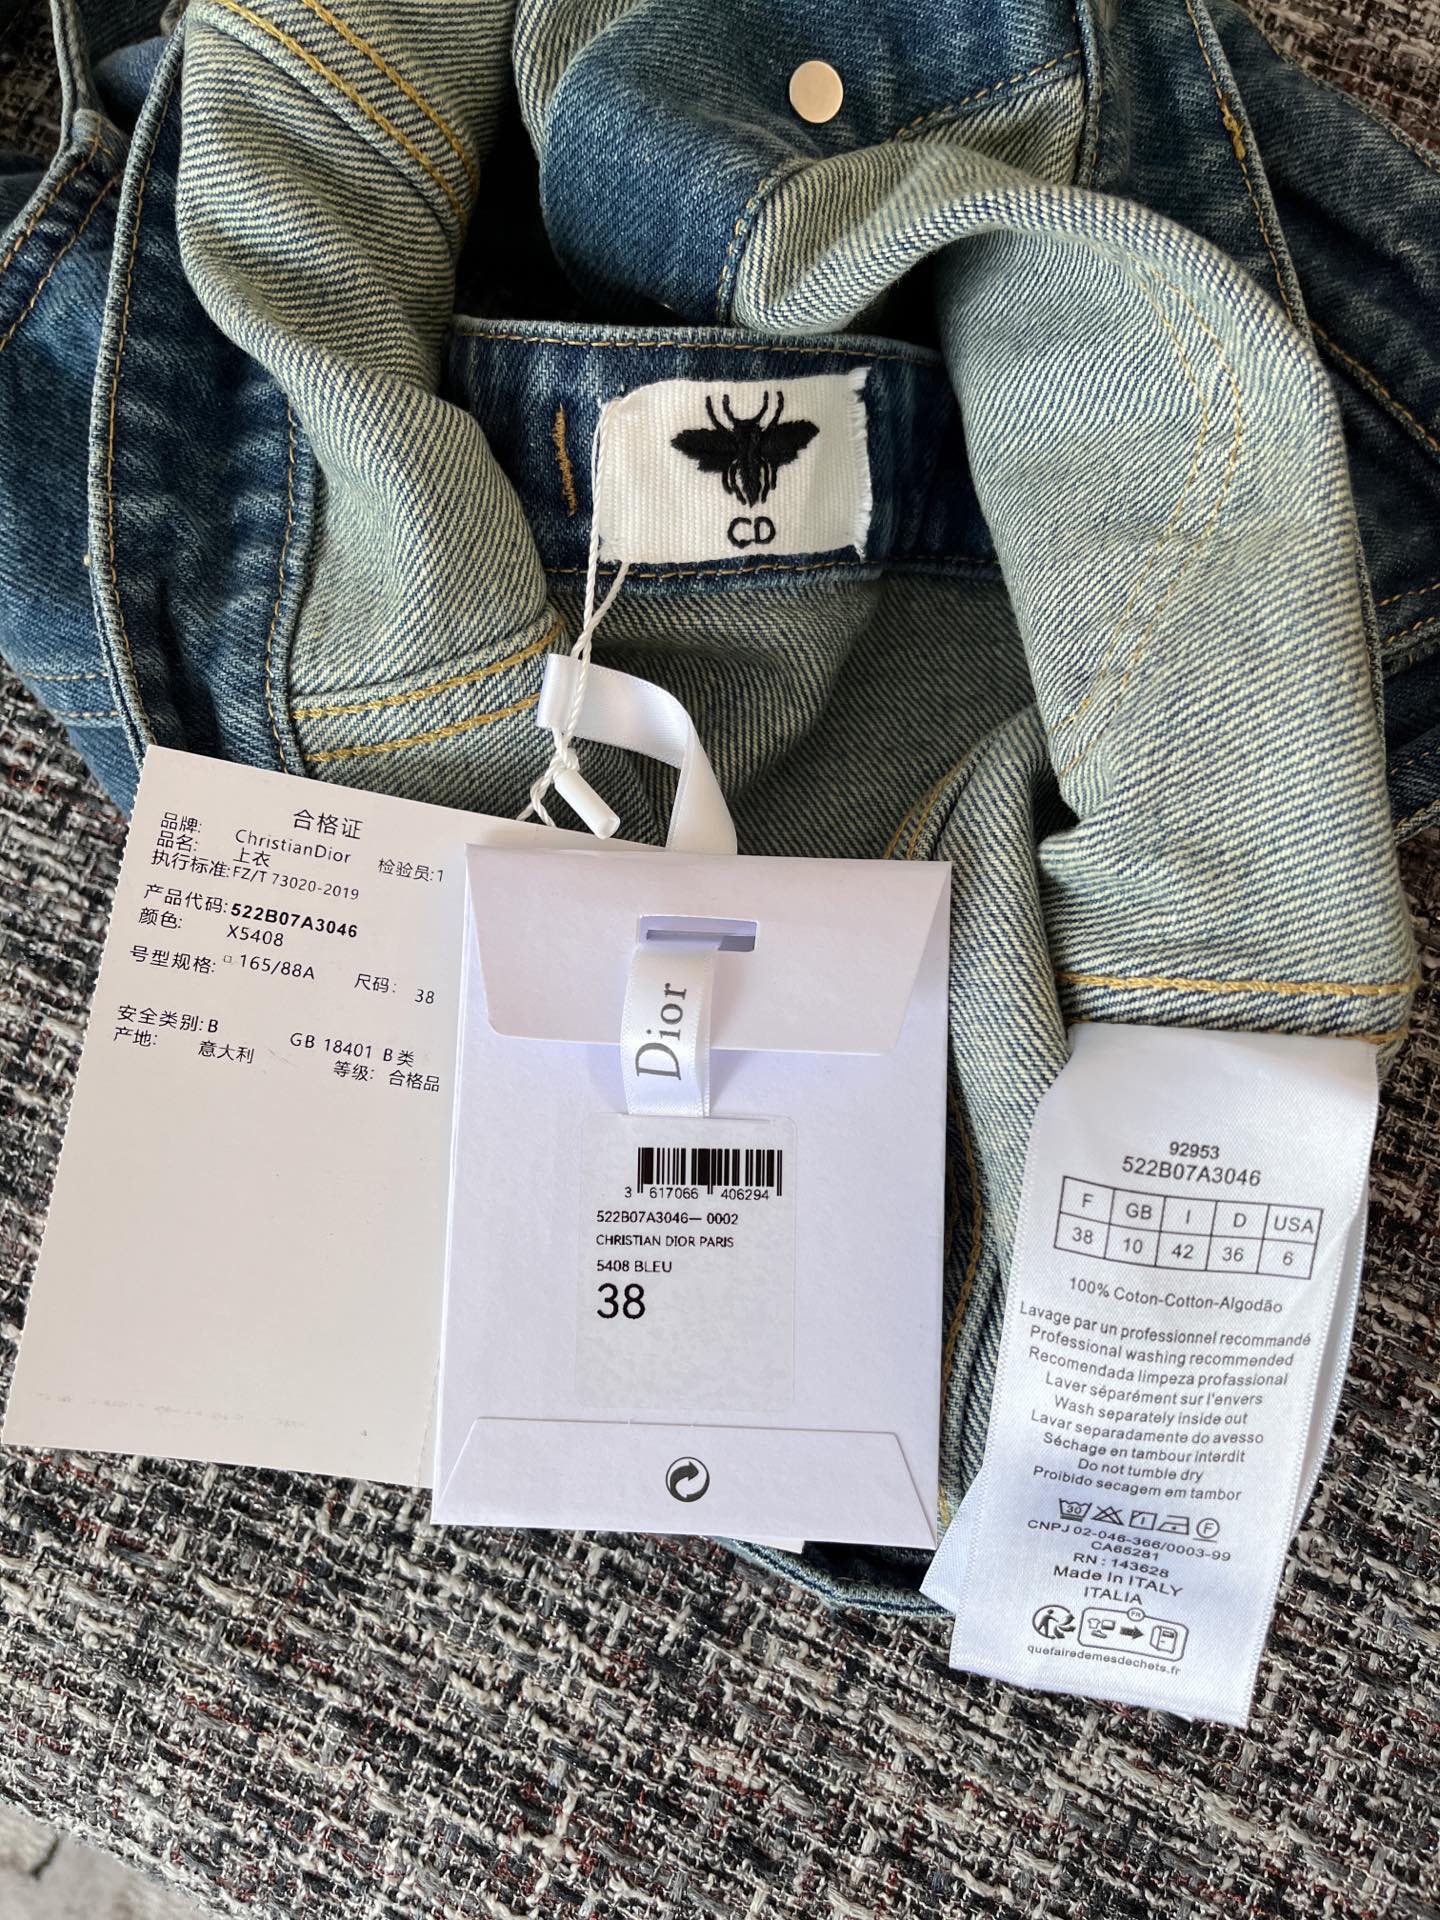 CD
合格证
品牌: ChristianDior
品名: 上衣 检验员:1
执行标准:FZ/T 73020-2019
产品代码:522B07A3046
颜色: X5408
号型规格: 165/88A 尺码: 38
安全类别:B GB 18401 B类
产地: 意大利 等级: 合格品
Dior
3 617066 406294
522B07A3046— 0002
CHRISTIAN DIOR PARIS
5408 BLEU
38
92953
522B07A3046
F GB I D USA
38 10 42 36 6
100% Coton-Cotton-Algodão
Lavage par un professionnel recommandé
Professional washing recommended
Recomendada limpeza profassional
Laver séparément sur l'envers
Wash separately inside out
Lavar separadamente do avesso
Séchage en tambour interdit
Do not tumble dry
Proibido secagem em tambor
30 F
CNPJ 02-046-366/0003-99
CA65281
RN : 143628
Made In ITALY
ITALIA
FR
quefairedemesdechets.fr